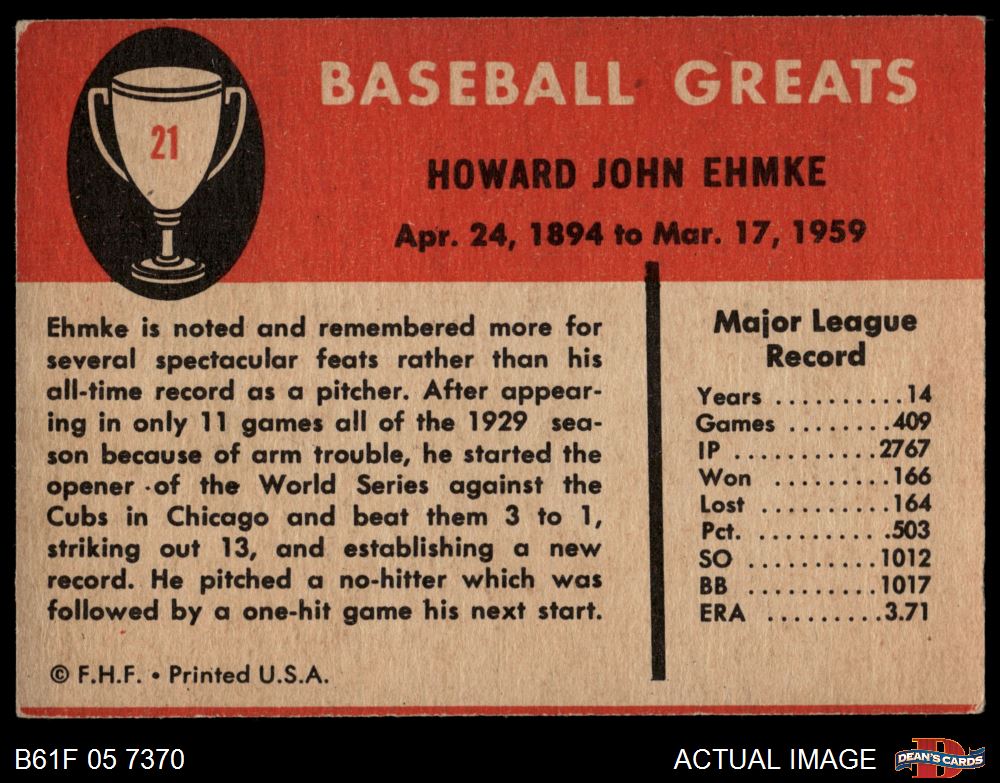 21
BASEBALL GREATS
HOWARD JOHN EHMKE
Apr. 24, 1894 to Mar. 17, 1959
Ehmke is noted and remembered more for
several spectacular feats rather than his
all-time record as a pitcher. After appear-
ing in only 11 games all of the 1929 sea-
son because of arm trouble, he started the
opener of the World Series against the
Cubs in Chicago and beat them 3 to 1,
striking out 13, and establishing a new
record. He pitched a no-hitter which was
followed by a one-hit game his next start.
© F.H.F. • Printed U.S.A.
Major League
Record
Years ..........14
Games .......409
IP ...........2767
Won .........166
Lost ..........164
Pct. ..........503
SO ..........1012
BB ..........1017
ERA .........3.71
B61F 05 7370
ACTUAL IMAGE
D
DEAN'S CARDS